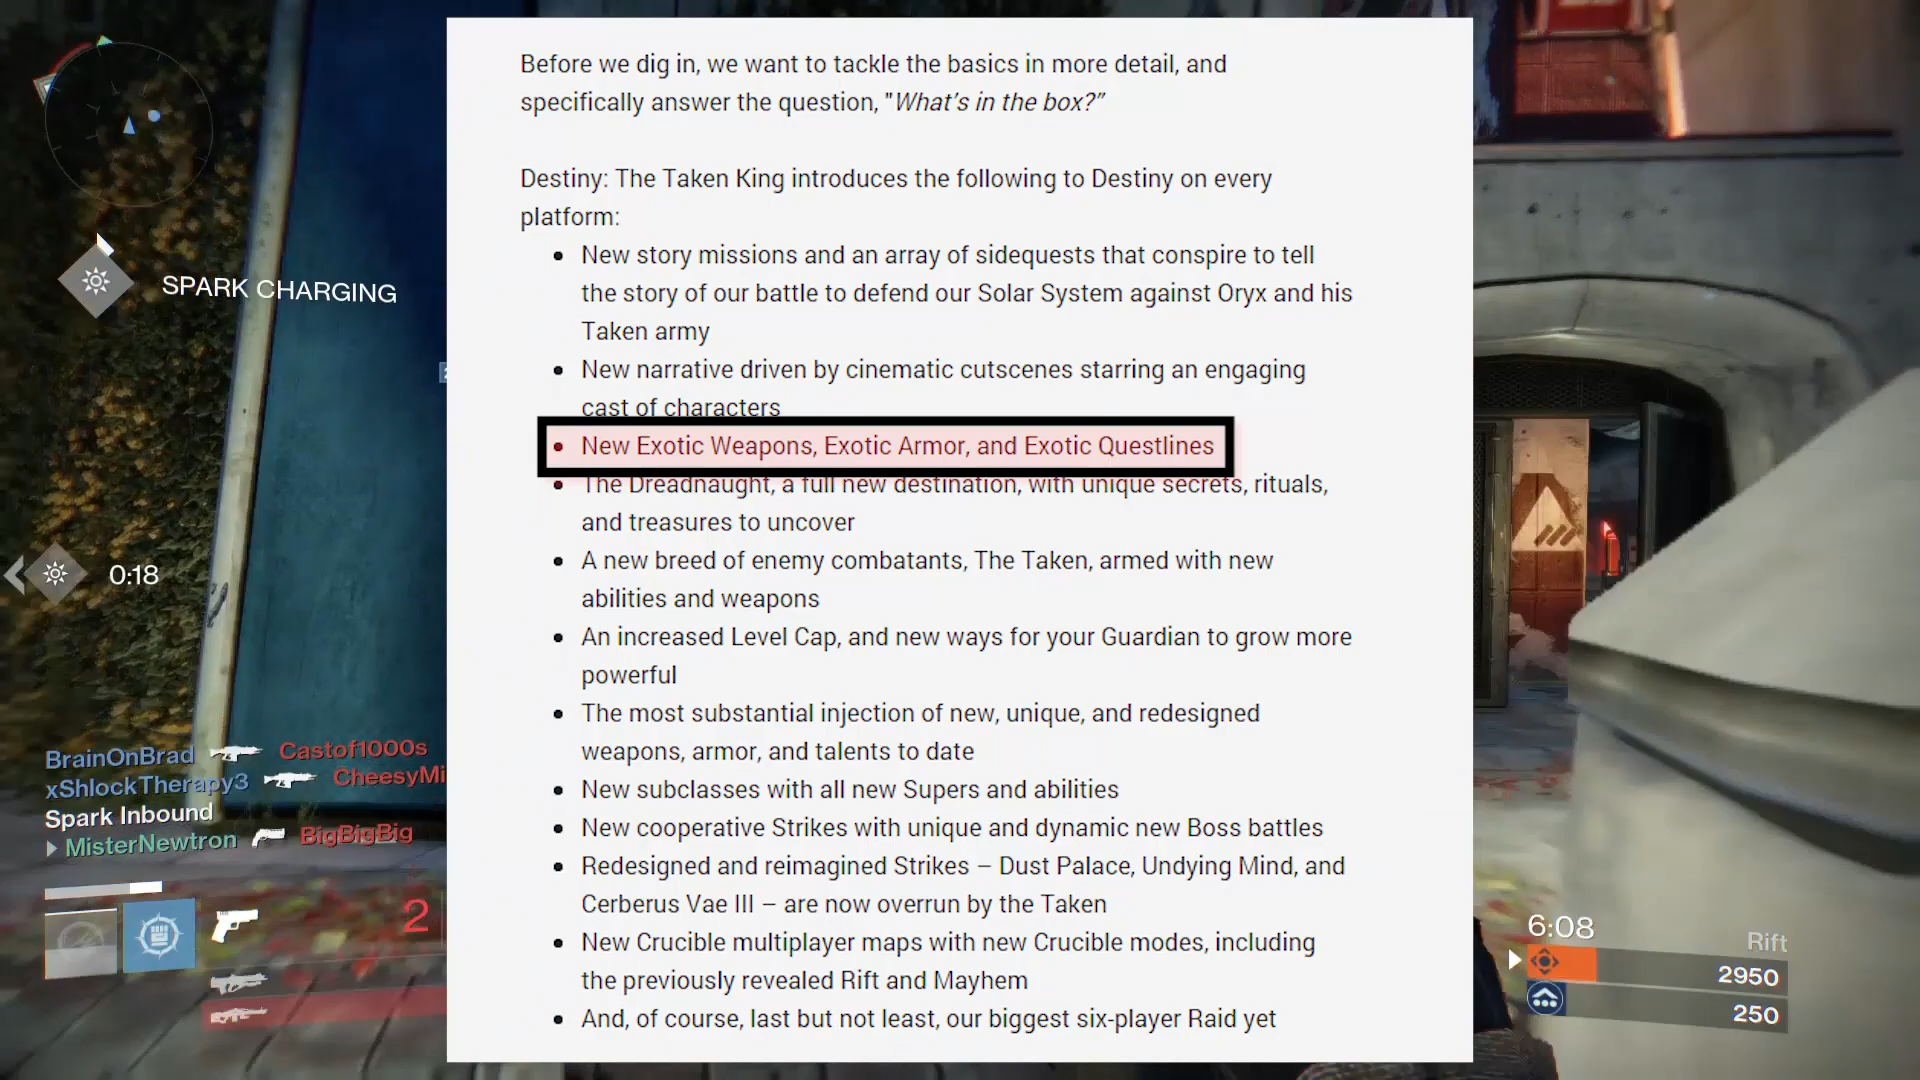 Before we dig in, we want to tackle the basics in more detail, and
specifically answer the question, "What's in the box?”
Destiny: The Taken King introduces the following to Destiny on every
platform:
New story missions and an array of sidequests that conspire to tell
the story of our battle to defend our Solar System against Oryx and his
Taken army
New narrative driven by cinematic cutscenes starring an engaging
cast of characters
New Exotic Weapons, Exotic Armor, and Exotic Questlines
The Dreadnaught, a full new destination, with unique secrets, rituals,
and treasures to uncover
A new breed of enemy combatants, The Taken, armed with new
abilities and weapons
An increased Level Cap, and new ways for your Guardian to grow more
powerful
The most substantial injection of new, unique, and redesigned
weapons, armor, and talents to date
New subclasses with all new Supers and abilities
New cooperative Strikes with unique and dynamic new Boss battles
Redesigned and reimagined Strikes – Dust Palace, Undying Mind, and
Cerberus Vae III – are now overrun by the Taken
New Crucible multiplayer maps with new Crucible modes, including
the previously revealed Rift and Mayhem
And, of course, last but not least, our biggest six-player Raid yet
SPARK CHARGING
0:18
BrainOnBrad Castof1000s
xShlockTherapy3 CheesyMi
Spark Inbound
MisterNewtron BigBigBig
2
6:08
Rift
2950
250